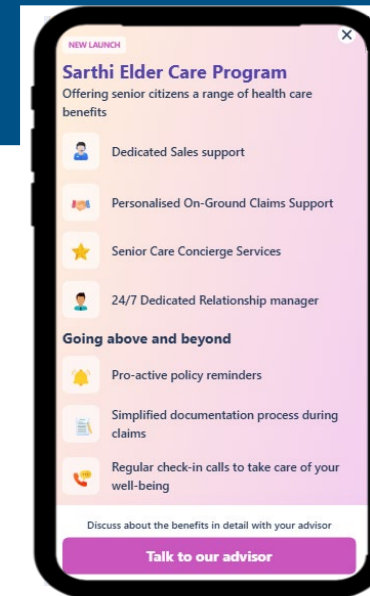 NEW LAUNCH
Sarthi Elder Care Program
Offering senior citizens a range of health care
benefits
Dedicated Sales support
Personalised On-Ground Claims Support
Senior Care Concierge Services
24/7 Dedicated Relationship manager
Going above and beyond
Pro-active policy reminders
Simplified documentation process during
claims
Regular check-in calls to take care of your
well-being
Discuss about the benefits in detail with your advisor
Talk to our advisor